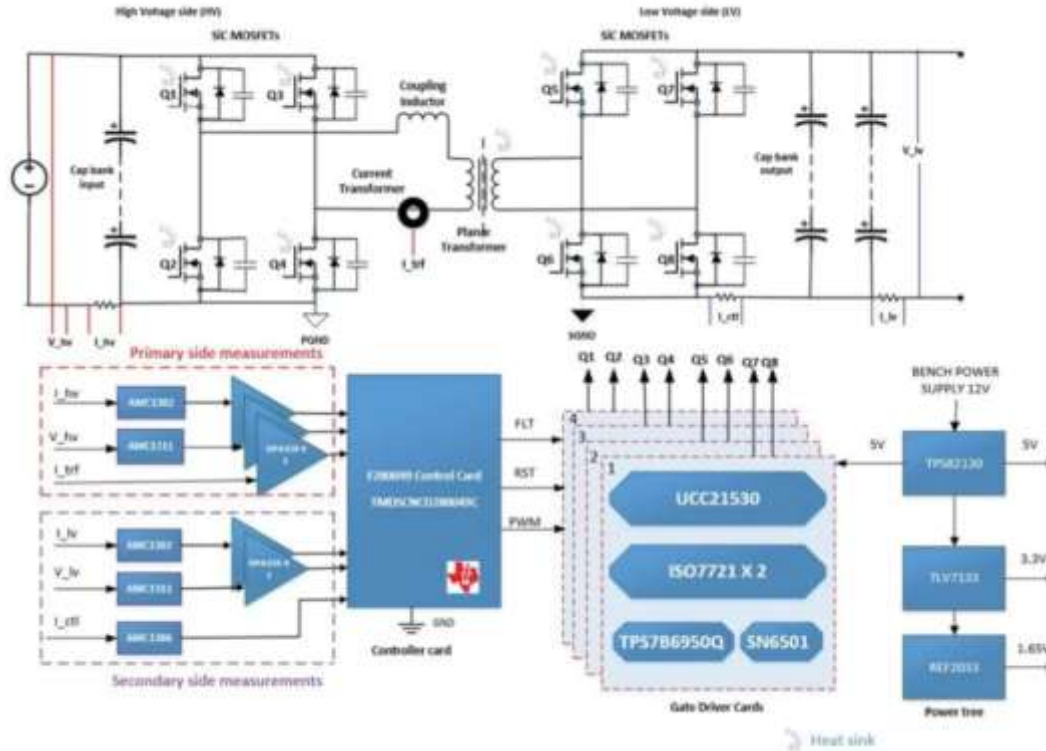 High Voltage side (HV)
Low Voltage side (LV)
SiC MOSFETs
SiC MOSFETs
Q1
Q3
Q5
Q7
Coupling
Inductor
Cap bank
input
Current
Transformer
Cap bank
output
V_lv
Planar
Transformer
Q2
Q4
I_trf
Q6
Q8
V_hv
I_hv
PGND
SGND
I_ctl
I_lv
Primary side measurements
Q1
Q2
Q3
Q4
Q5
Q6
Q7
Q8
BENCH POWER
SUPPLY 12V
I_hv
AMC1302
V_hv
I_trf
FLT
4
3
2
1
5V
TPS82130
5V
F280049 Control Card
TMDSCNCD280049C
UCC21530
RST
PWM
I_lv
AMC1302
V_lv
ISO7721 X 2
TLV7133
3.3V
I_ctl
AMC1306
GND
Controller card
TPS7B6950Q
SN6501
REF2033
1.65V
Secondary side measurements
Gate Driver Cards
Power tree
Heat sink